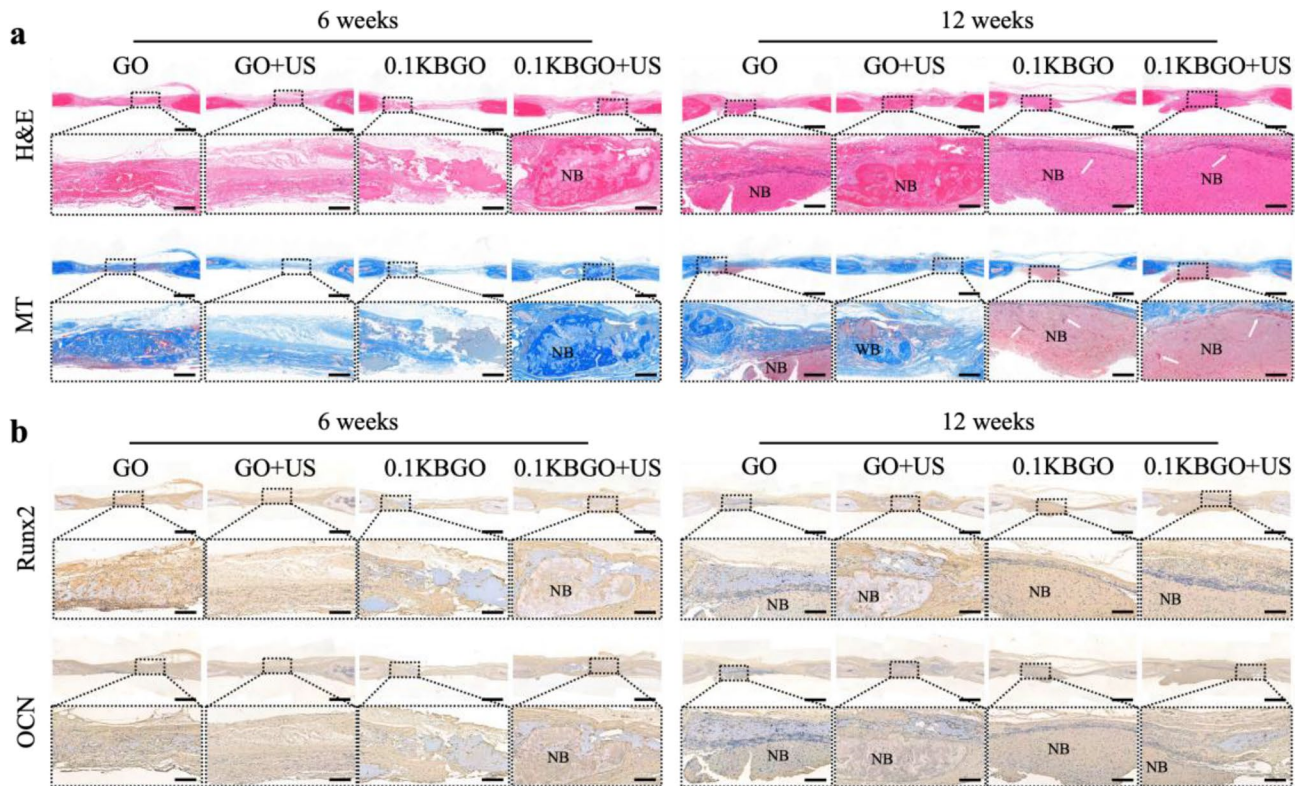 a
6 weeks 12 weeks
GO GO+US 0.1KBGO 0.1KBGO+US GO GO+US 0.1KBGO 0.1KBGO+US
H&E
NB NB NB NB NB
MT
NB NB WB NB NB
b
6 weeks 12 weeks
GO GO+US 0.1KBGO 0.1KBGO+US GO GO+US 0.1KBGO 0.1KBGO+US
Runx2
NB NB NB NB NB
OCN
NB NB NB NB NB